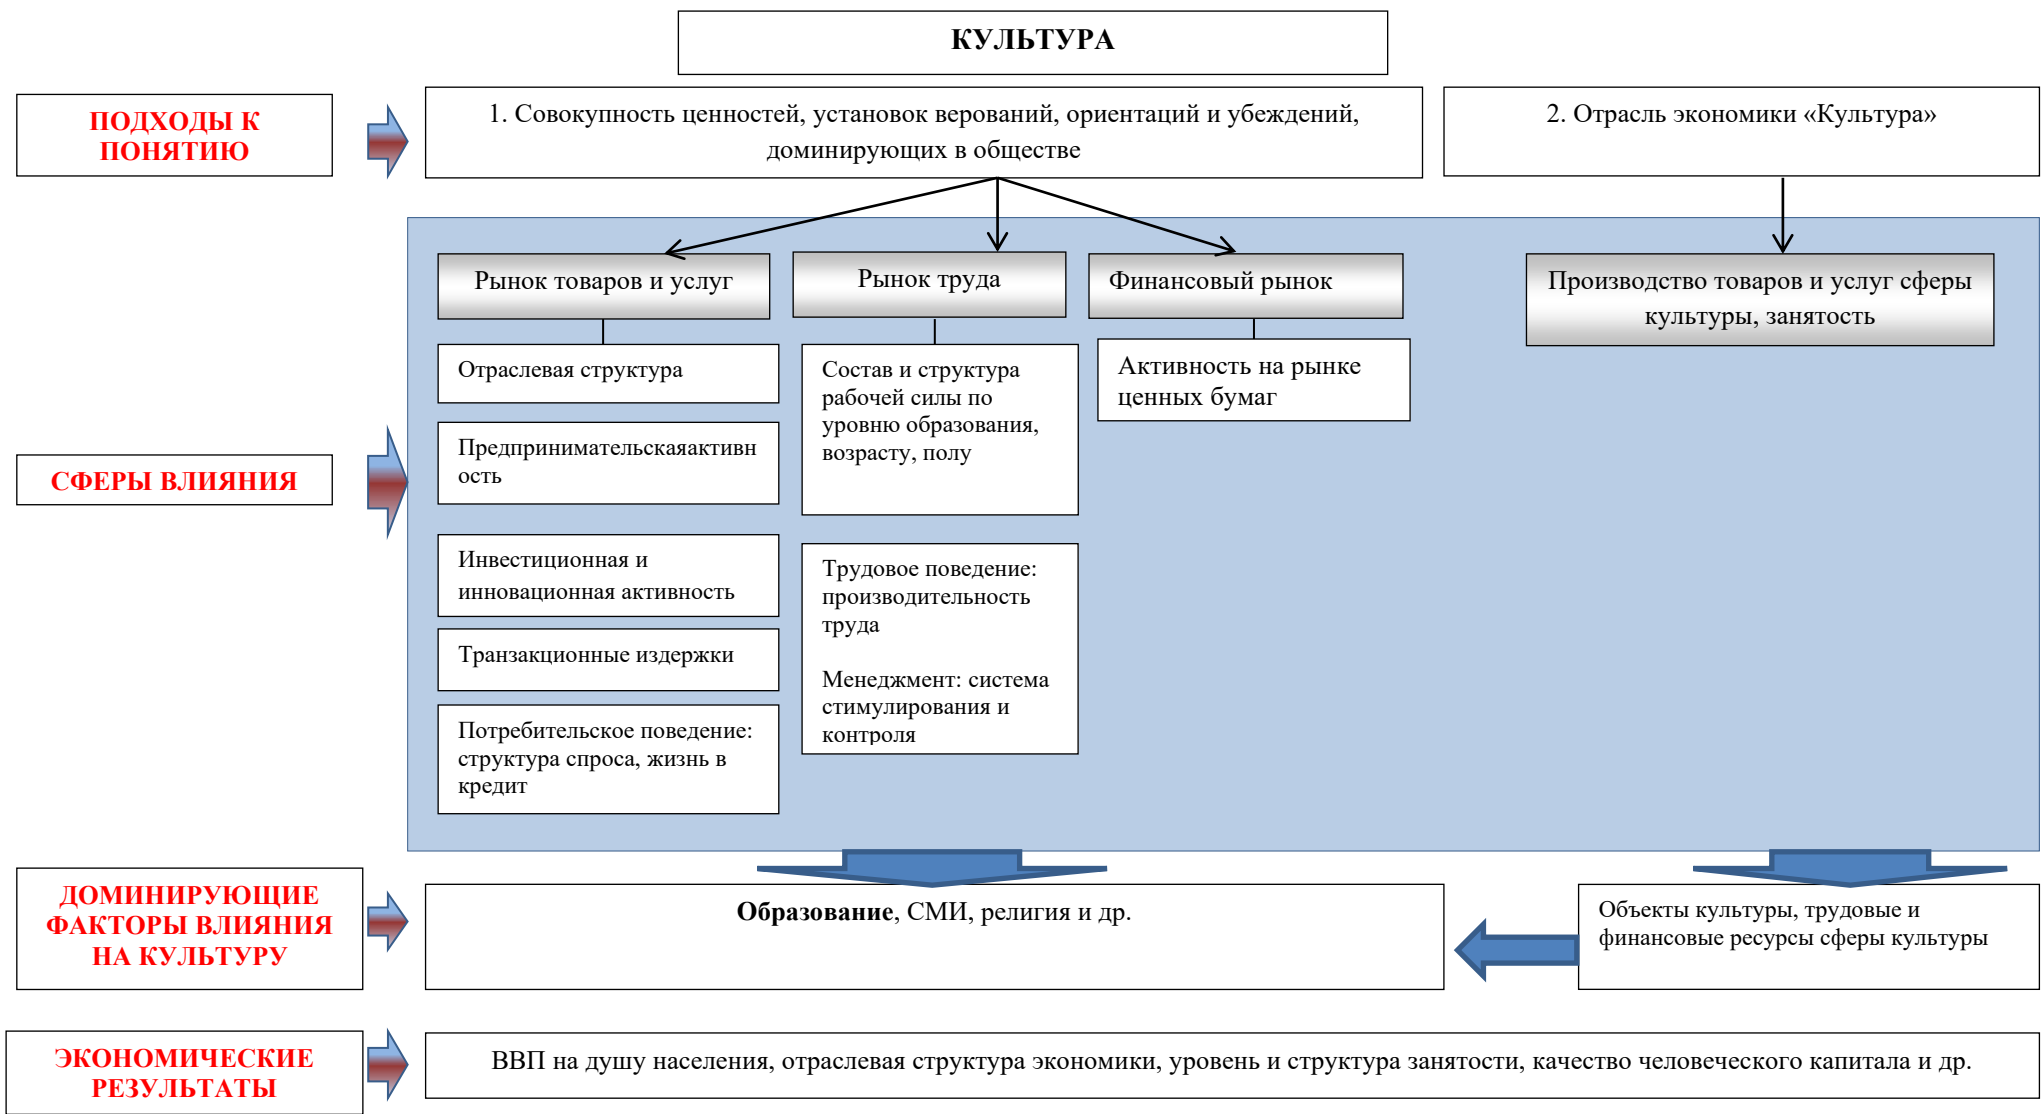 КУЛЬТУРА
ПОДХОДЫ К
ПОНЯТИЮ
1. Совокупность ценностей, установок верований, ориентаций и убеждений,
доминирующих в обществе
2. Отрасль экономики «Культура»
СФЕРЫ ВЛИЯНИЯ
Рынок товаров и услуг
Отраслевая структура
Предпринимательскаяактивн
ость
Инвестиционная и
инновационная активность
Транзакционные издержки
Потребительское поведение:
структура спроса, жизнь в
кредит
Рынок труда
Состав и структура
рабочей силы по
уровню образования,
возрасту, полу
Трудовое поведение:
производительность
труда
Менеджмент: система
стимулирования и
контроля
Финансовый рынок
Активность на рынке
ценных бумаг
Производство товаров и услуг сферы
культуры, занятость
ДОМИНИРУЮЩИЕ
ФАКТОРЫ ВЛИЯНИЯ
НА КУЛЬТУРУ
Образование, СМИ, религия и др.
Объекты культуры, трудовые и
финансовые ресурсы сферы культуры
ЭКОНОМИЧЕСКИЕ
РЕЗУЛЬТАТЫ
ВВП на душу населения, отраслевая структура экономики, уровень и структура занятости, качество человеческого капитала и др.